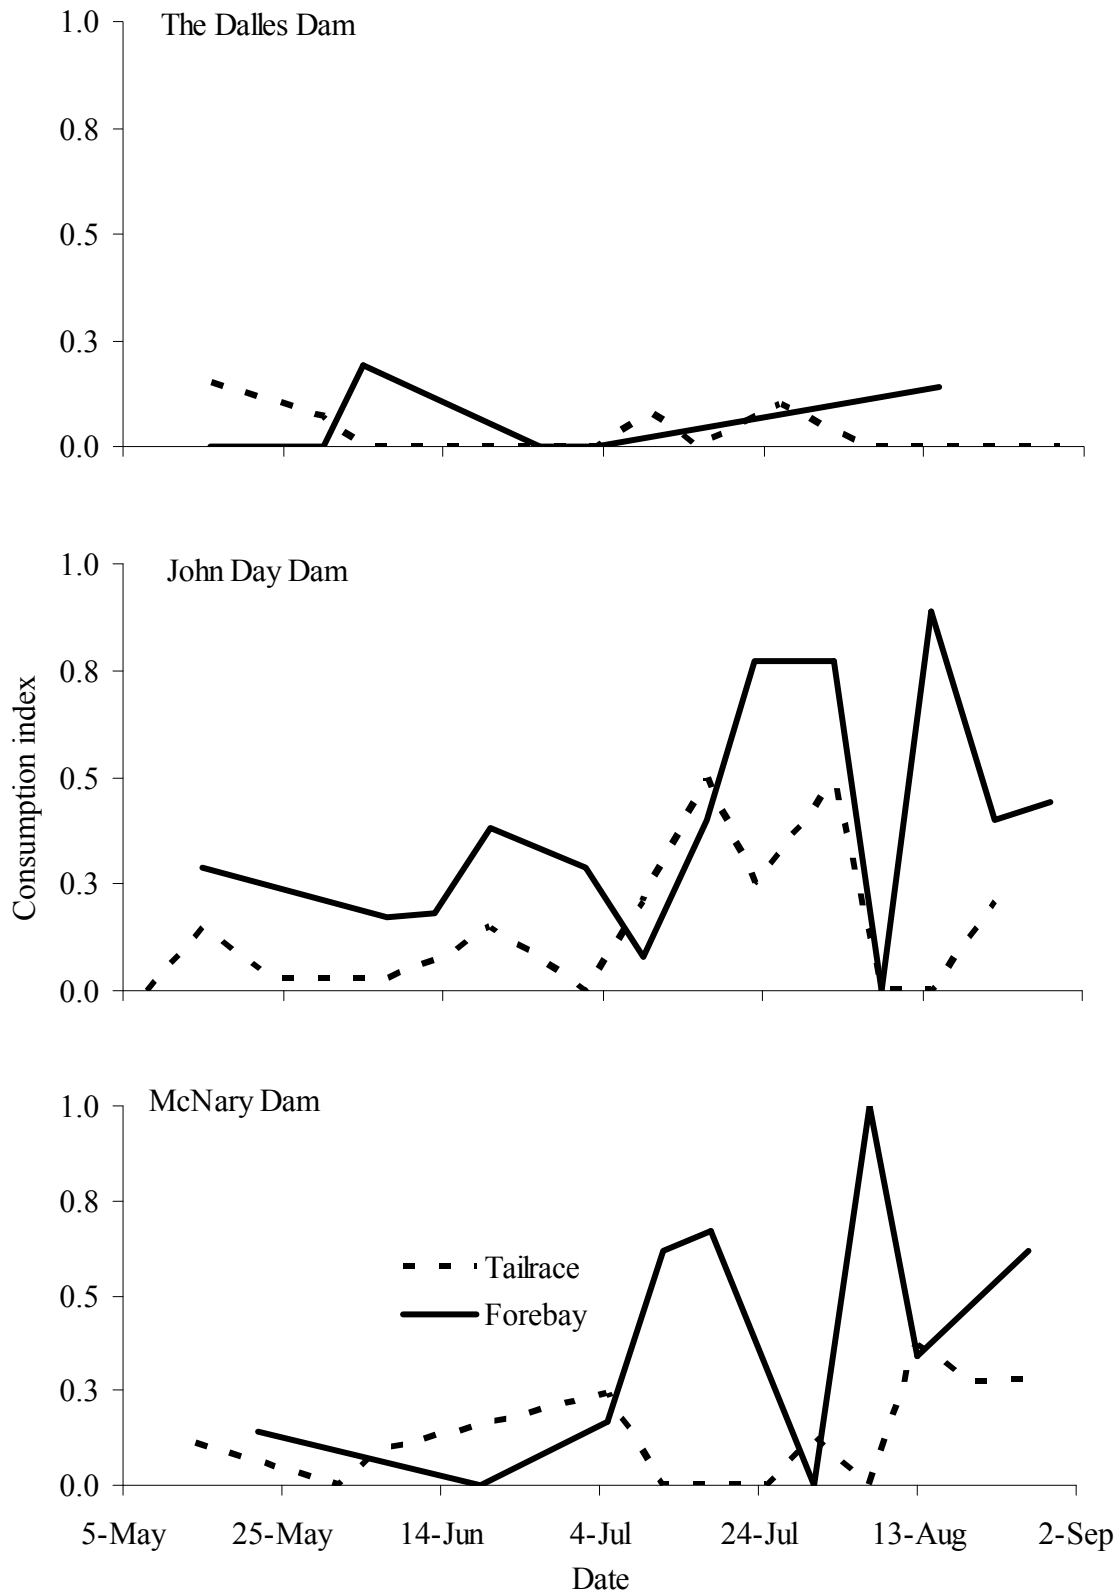 The Dalles Dam
1.0
0.8
0.5
0.3
0.0
John Day Dam
1.0
0.8
0.5
0.3
0.0
Consumption index
McNary Dam
1.0
0.8
0.5
0.3
0.0
Tailrace
Forebay
5-May 25-May 14-Jun 4-Jul 24-Jul 13-Aug 2-Sep
Date